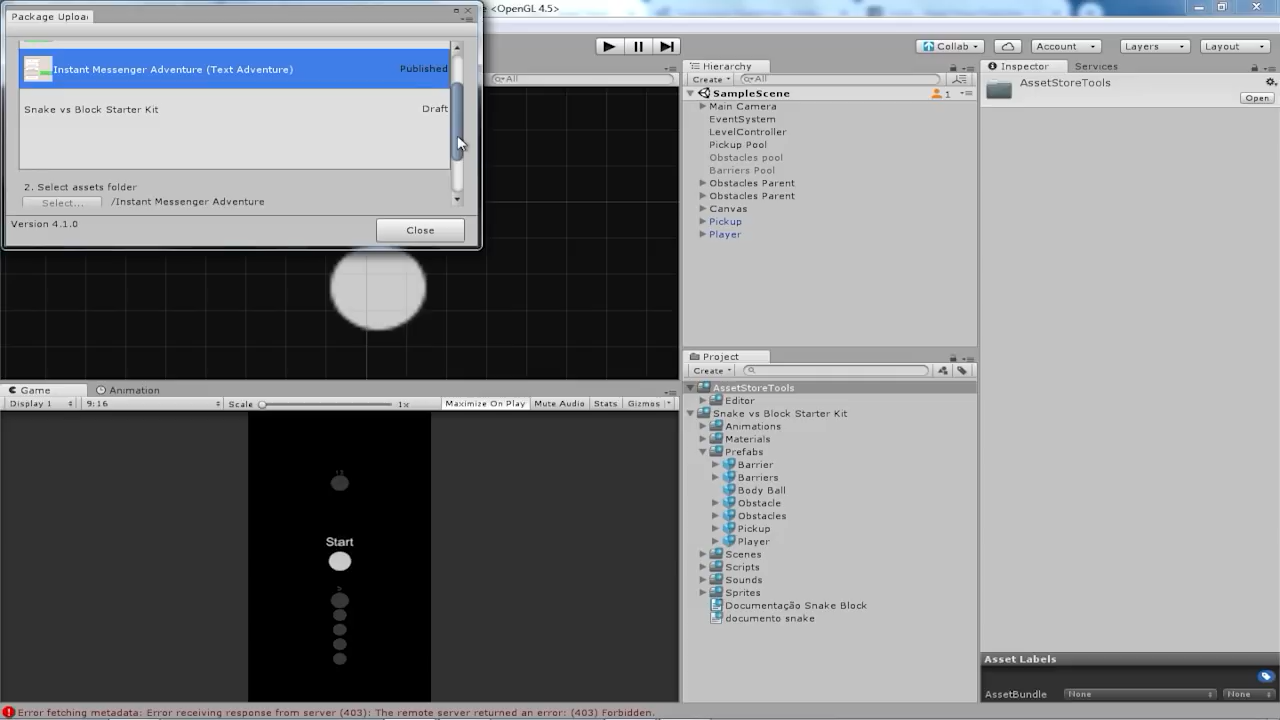 <OpenGL 4.5>
Package Uploa
Instant Messenger Adventure (Text Adventure) Published
Snake vs Block Starter Kit Draft
2. Select assets folder
Select... /Instant Messenger Adventure
Version 4.1.0
Close
Collab
Account
Layers
Layout
All
Hierarchy
Create All
SampleScene 1
Main Camera
EventSystem
LevelController
Pickup Pool
Obstacles pool
Barriers Pool
Obstacles Parent
Obstacles Parent
Canvas
Pickup
Player
Inspector Services
AssetStoreTools
Open
Project
Create
AssetStoreTools
Editor
Snake vs Block Starter Kit
Animations
Materials
Prefabs
Barrier
Barriers
Body Ball
Obstacle
Obstacles
Pickup
Player
Scenes
Scripts
Sounds
Sprites
Documentação Snake Block
documento snake
Game Animation
Display 1 9:16 Scale 1x Maximize On Play Mute Audio Stats Gizmos
Start
Asset Labels
AssetBundle None None
Error fetching metadata: Error receiving response from server (403): The remote server returned an error: (403) Forbidden.